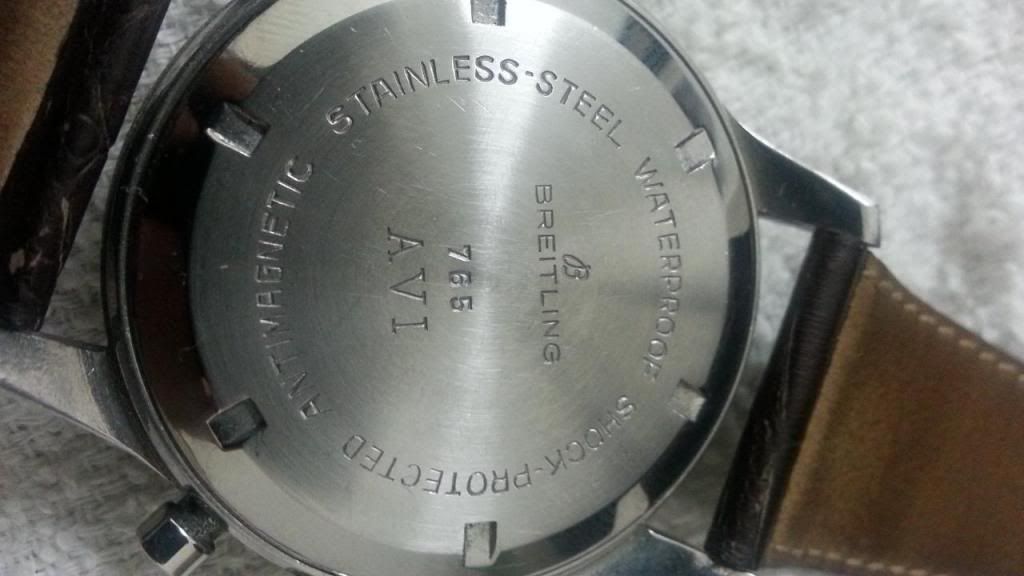 STAINLESS-STEEL WATERPROOF SHOCK-PROTECTED ANTIMAGNETIC
B
BREITLING
765
AVI